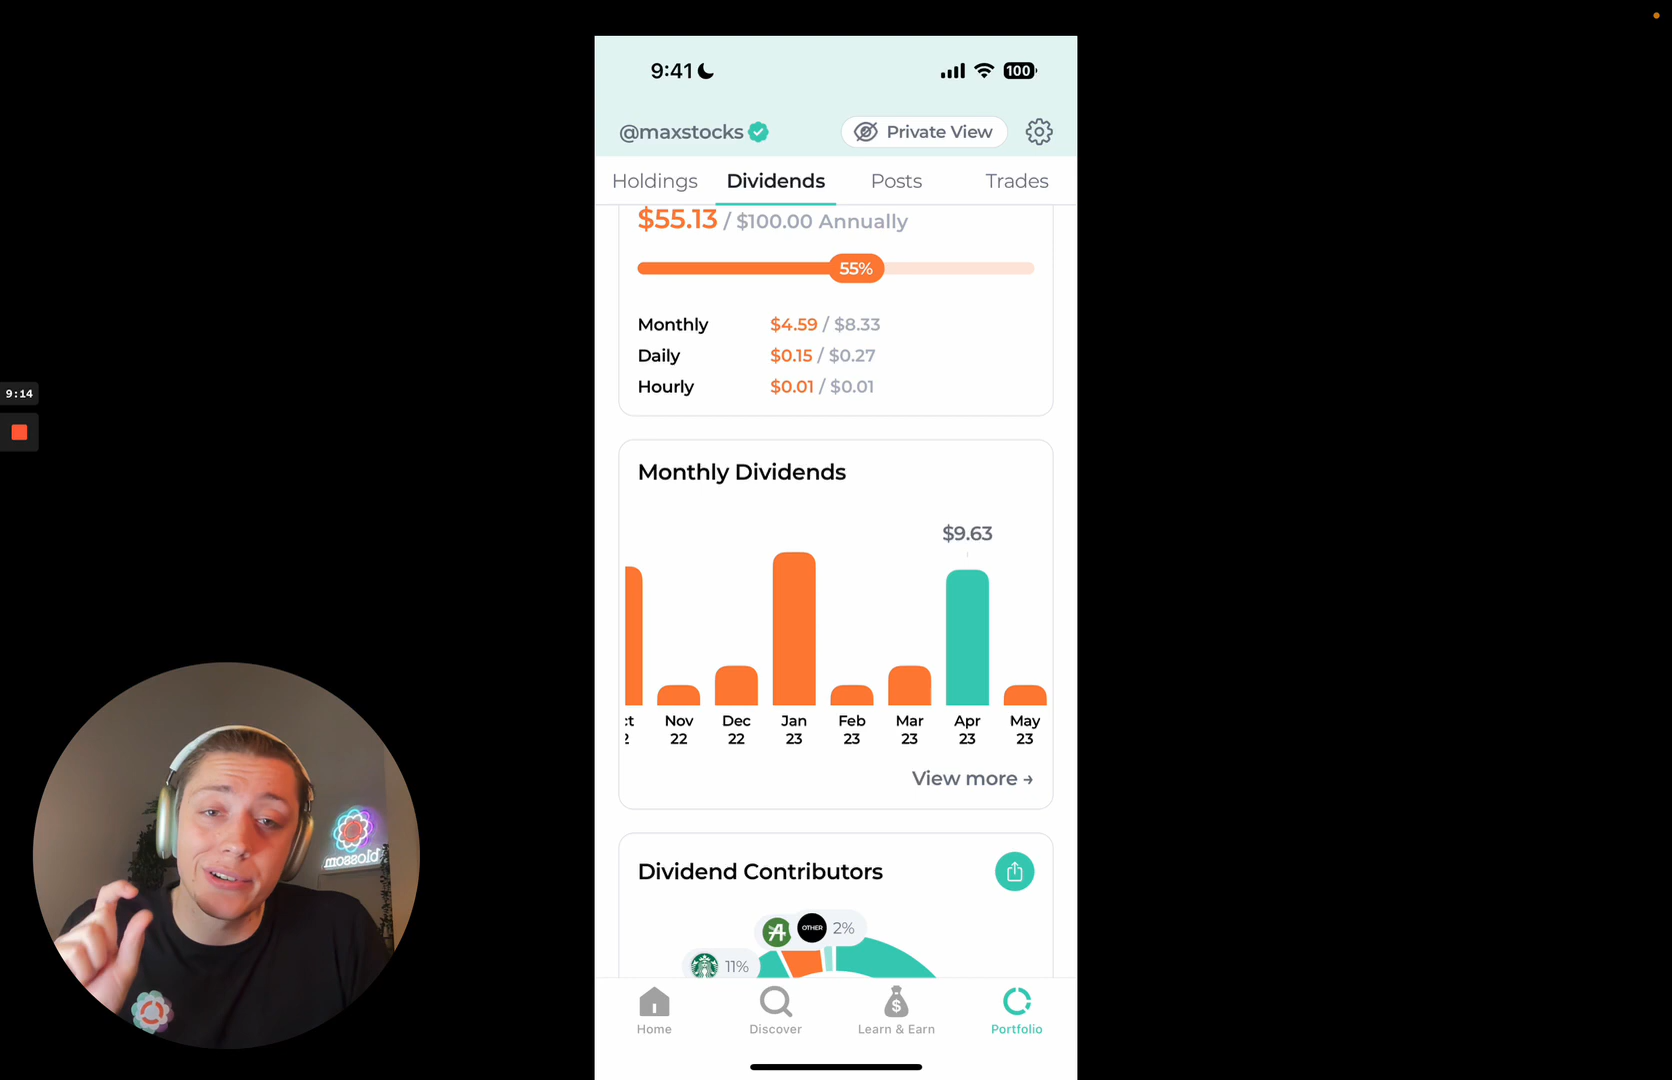 9:41
100
@maxstocks
Private View
Holdings
Dividends
Posts
Trades
$55.13 / $100.00 Annually
55%
Monthly $4.59 / $8.33
Daily $0.15 / $0.27
Hourly $0.01 / $0.01
9:14
Monthly Dividends
$9.63
ct
2
Nov
22
Dec
22
Jan
23
Feb
23
Mar
23
Apr
23
May
23
View more →
Dividend Contributors
OTHER
2%
11%
blossom
Home
Discover
$
Learn & Earn
Portfolio